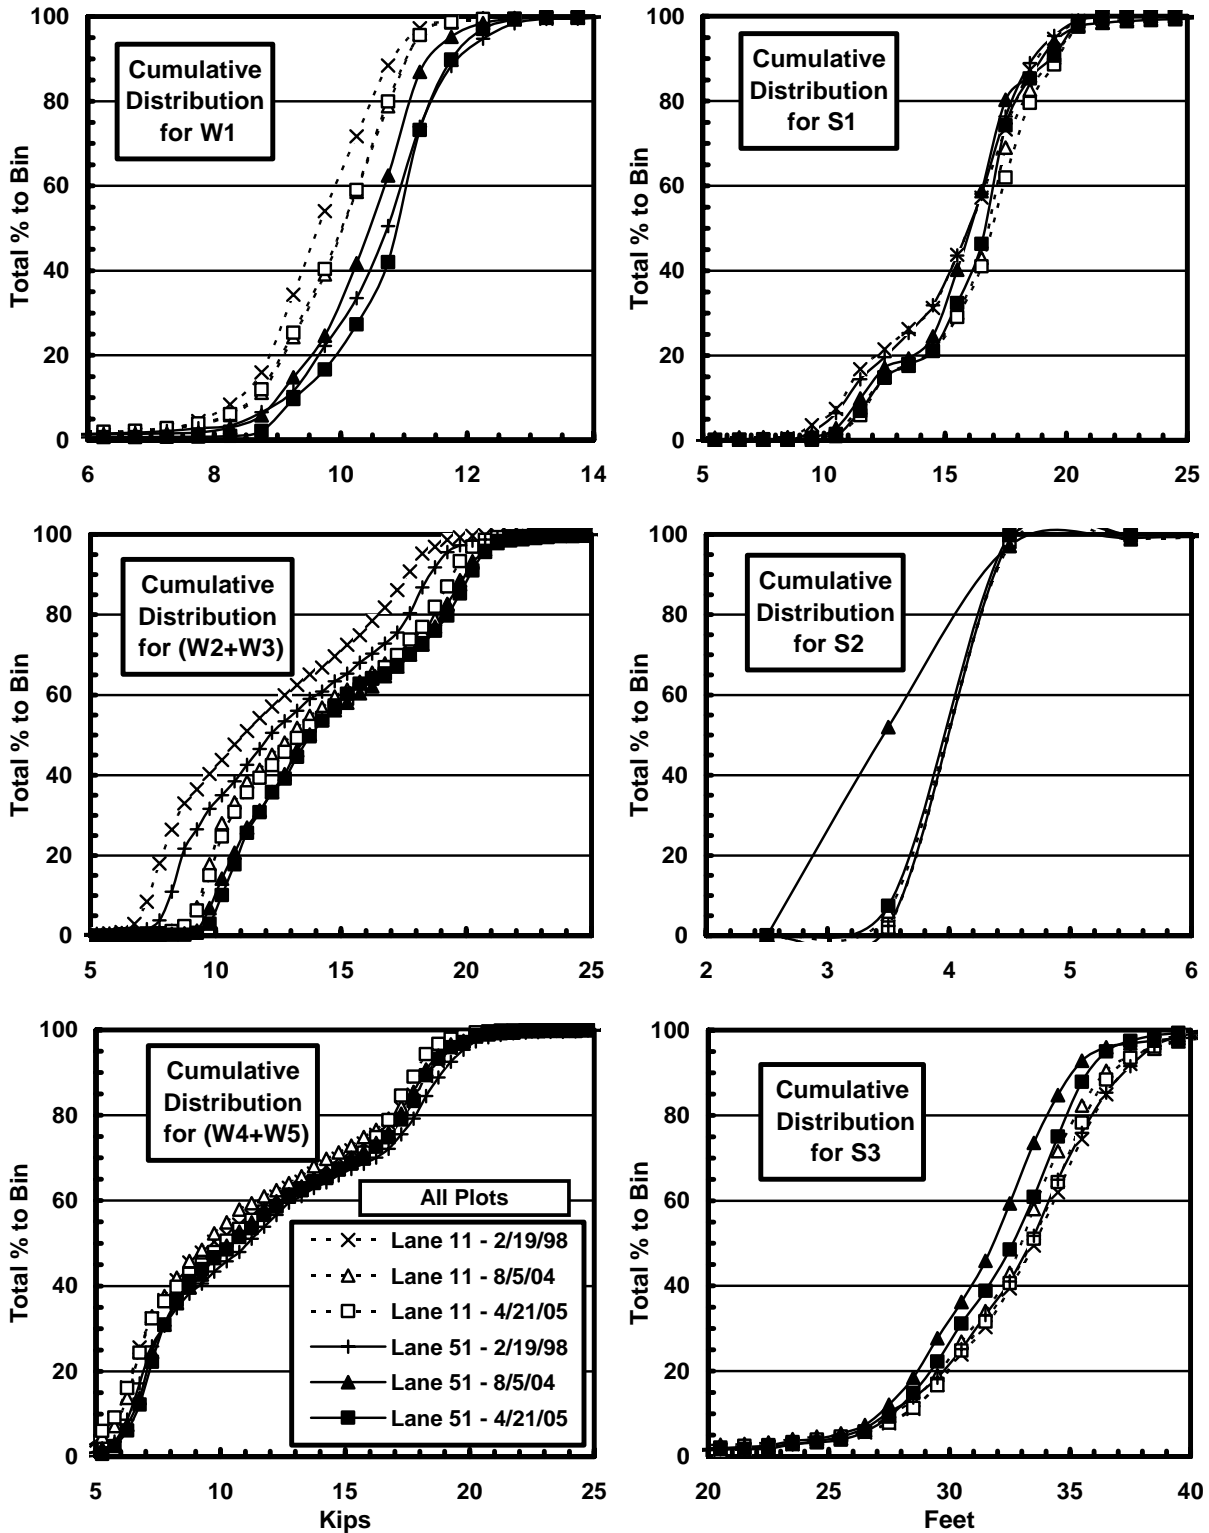 100
80
60
40
20
0
Total % to Bin
Cumulative
Distribution
for W1
6 8 10 12 14
100
80
60
40
20
0
Total % to Bin
Cumulative
Distribution
for S1
5 10 15 20 25
100
80
60
40
20
0
Total % to Bin
Cumulative
Distribution
for (W2+W3)
5 10 15 20 25
100
80
60
40
20
0
Total % to Bin
Cumulative
Distribution
for S2
2 3 4 5 6
100
80
60
40
20
0
Total % to Bin
Cumulative
Distribution
for (W4+W5)
All Plots
Lane 11 - 2/19/98
Lane 11 - 8/5/04
Lane 11 - 4/21/05
Lane 51 - 2/19/98
Lane 51 - 8/5/04
Lane 51 - 4/21/05
5 10 15 20 25
Kips
100
80
60
40
20
0
Total % to Bin
Cumulative
Distribution
for S3
20 25 30 35 40
Feet